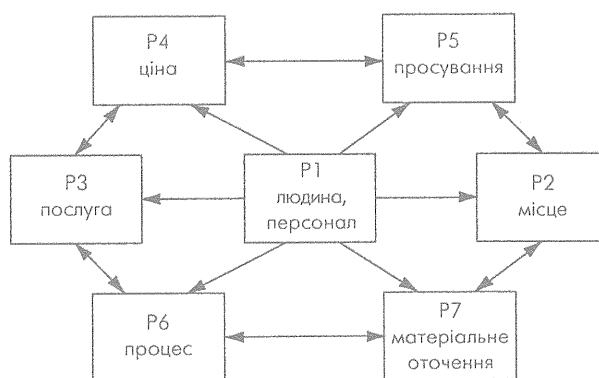 P4
ціна
P5
просування
P3
послуга
P1
людина,
персонал
P2
місце
P6
процес
P7
матеріальне
оточення